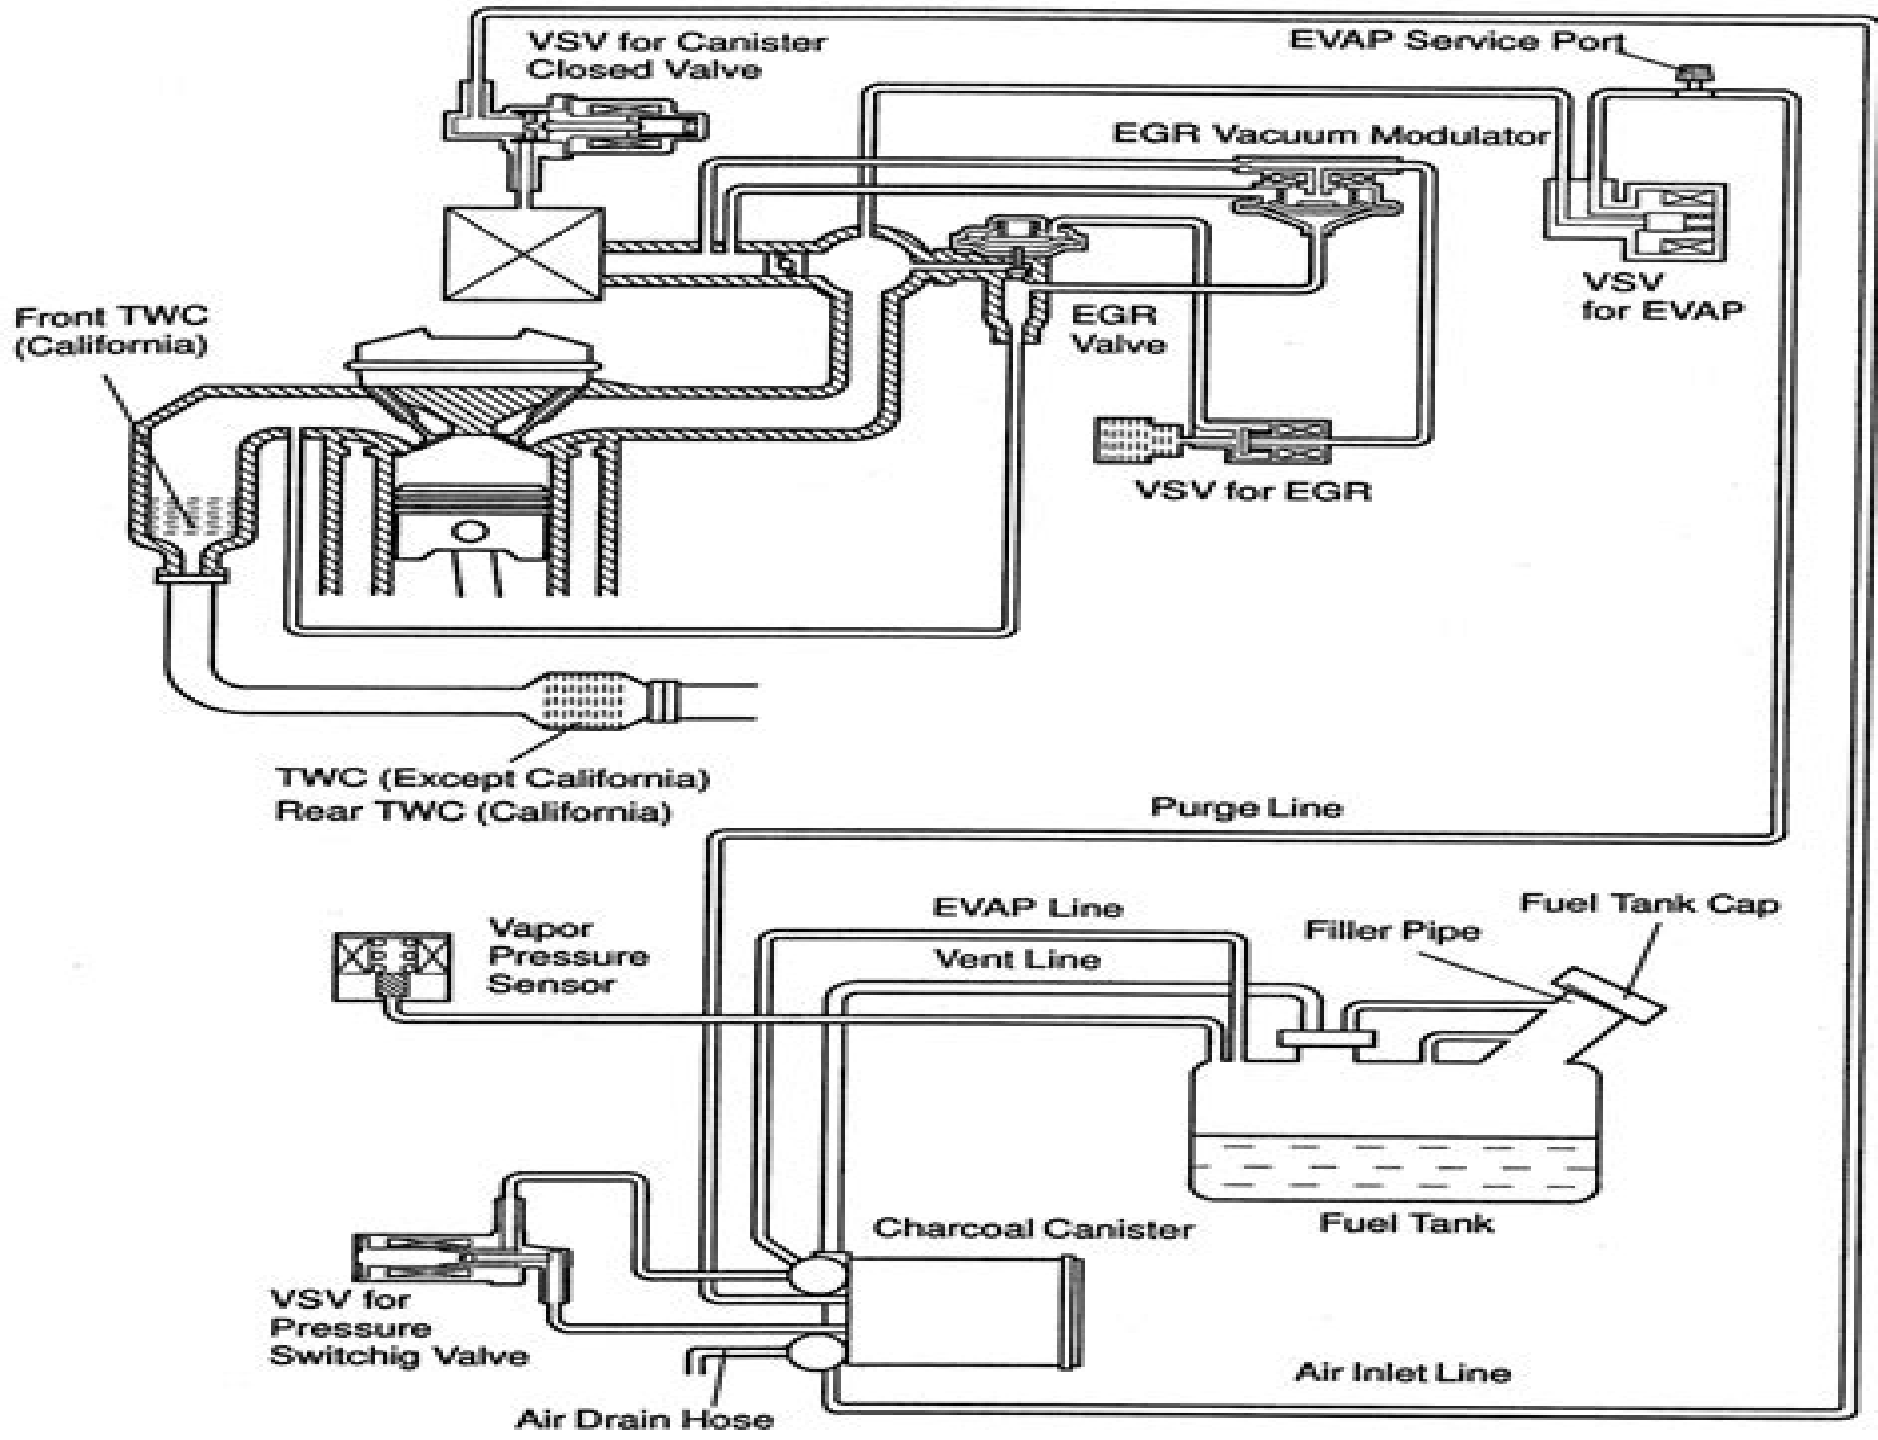 VSV for Canister
Closed Valve
EVAP Service Port
EGR Vacuum Modulator
VSV
for EVAP
Front TWC
(California)
EGR
Valve
VSV for EGR
TWC (Except California)
Rear TWC (California)
Purge Line
EVAP Line
Vent Line
Vapor
Pressure
Sensor
Filler Pipe
Fuel Tank Cap
Fuel Tank
Charcoal Canister
VSV for
Pressure
Switchig Valve
Air Drain Hose
Air Inlet Line